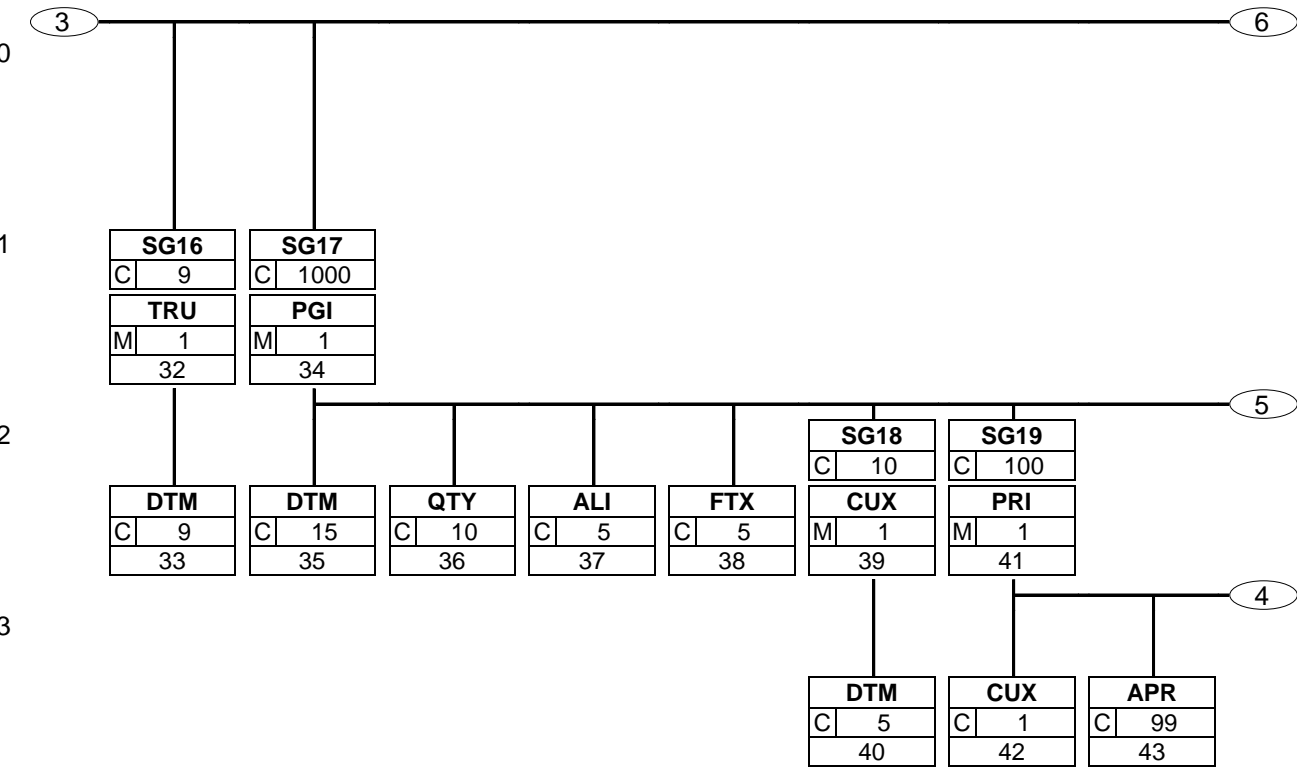 3 6
0
1
SG16 SG17
C 9 C 1000
TRU PGI
M 1 M 1
32 34
5
2
SG18 SG19
C 10 C 100
DTM DTM QTY ALI FTX CUX PRI
C 9 C 15 C 10 C 5 C 5 M 1 M 1
33 35 36 37 38 39 41
4
3
DTM CUX APR
C 5 C 1 C 99
40 42 43